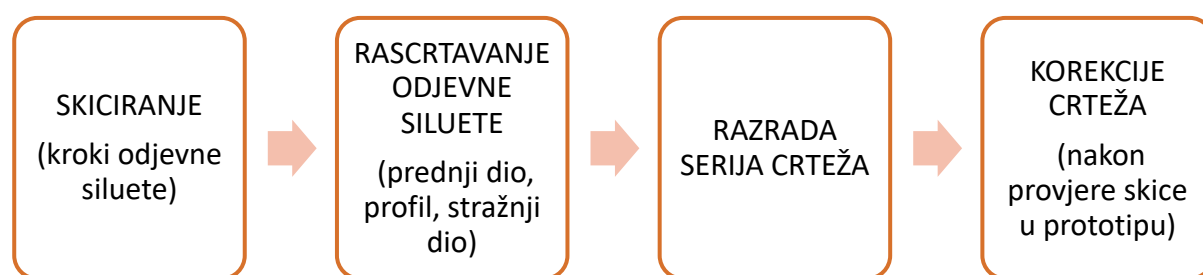 SKICIRANJE
(kroki odjevne
siluete)
RASCRTAVANJE
ODJEVNE
SILUETE
(prednji dio,
profil, stražnji
dio)
RAZRADA
SERIJA CRTEŽA
KOREKCIJE
CRTEŽA
(nakon
provjere skice
u prototipu)